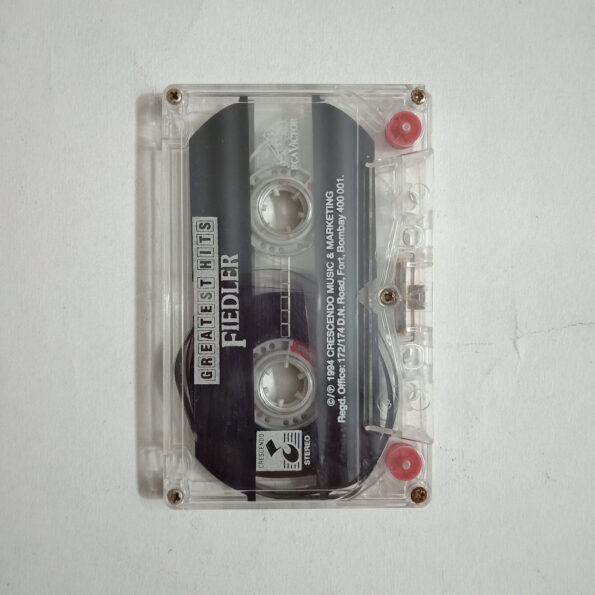 GREATEST HITS
FIEDLER
RCA VICTOR
CRESCENDO
STEREO
©/℗ 1994 CRESCENDO MUSIC & MARKETING
Regd. Office: 172/174 D.N. Road, Fort, Bombay 400 001.